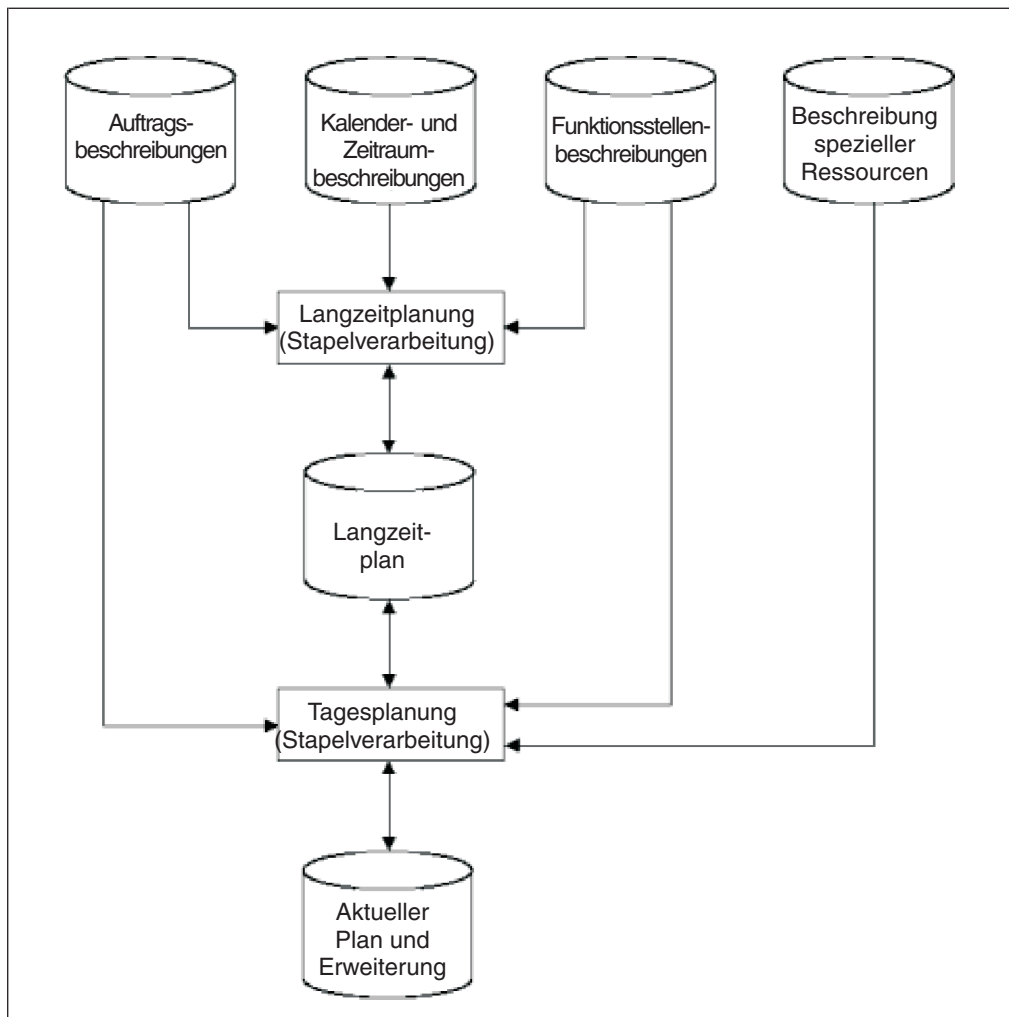 Auftrags-
beschreibungen
Kalender- und
Zeitraum-
beschreibungen
Funktionsstellen-
beschreibungen
Beschreibung
spezieller
Ressourcen
Langzeitplanung
(Stapelverarbeitung)
Langzeit-
plan
Tagesplanung
(Stapelverarbeitung)
Aktueller
Plan und
Erweiterung